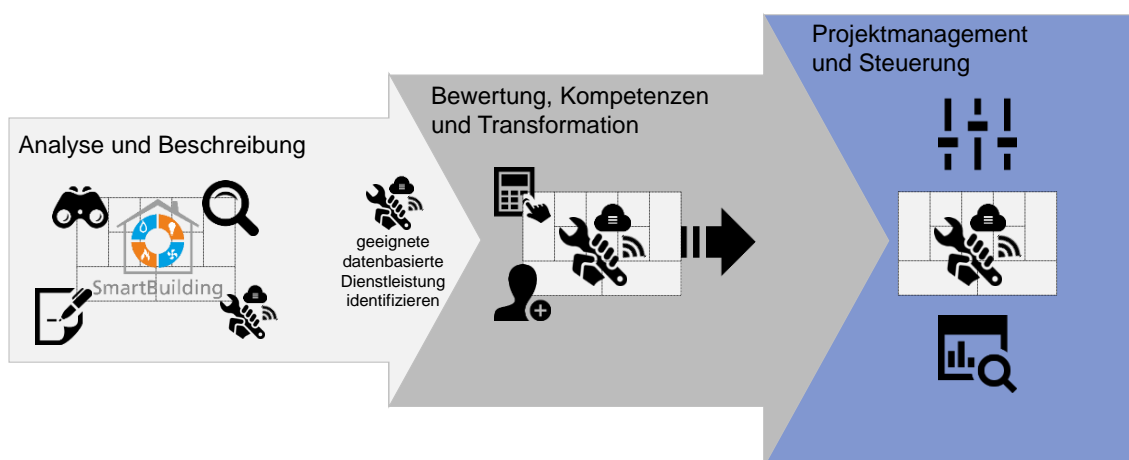 Analyse und Beschreibung
SmartBuilding
geeignete
datenbasierte
Dienstleistung
identifizieren
Bewertung, Kompetenzen
und Transformation
Projektmanagement
und Steuerung